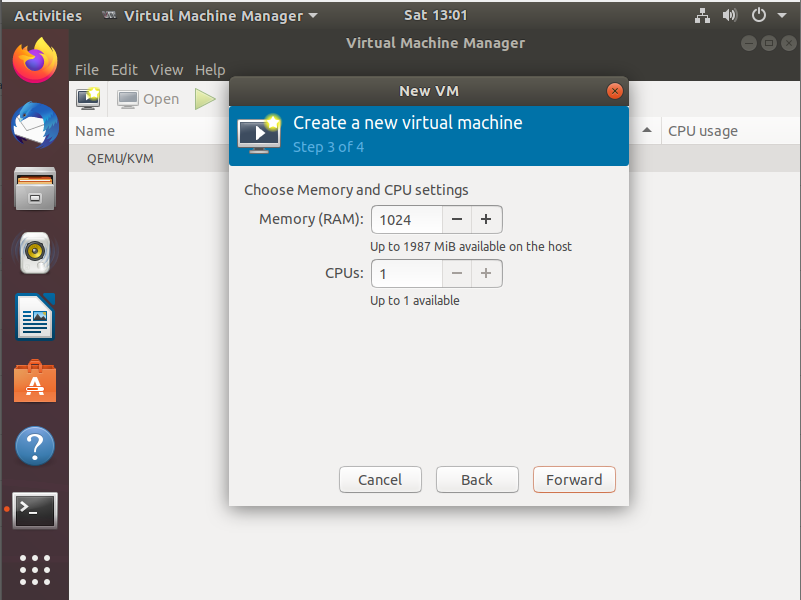 Activities Virtual Machine Manager Sat 13:01
Virtual Machine Manager
File Edit View Help
Open
Name CPU usage
QEMU/KVM
New VM
Create a new virtual machine
Step 3 of 4
Choose Memory and CPU settings
Memory (RAM): 1024 − +
Up to 1987 MiB available on the host
CPUs: 1 − +
Up to 1 available
Cancel Back Forward